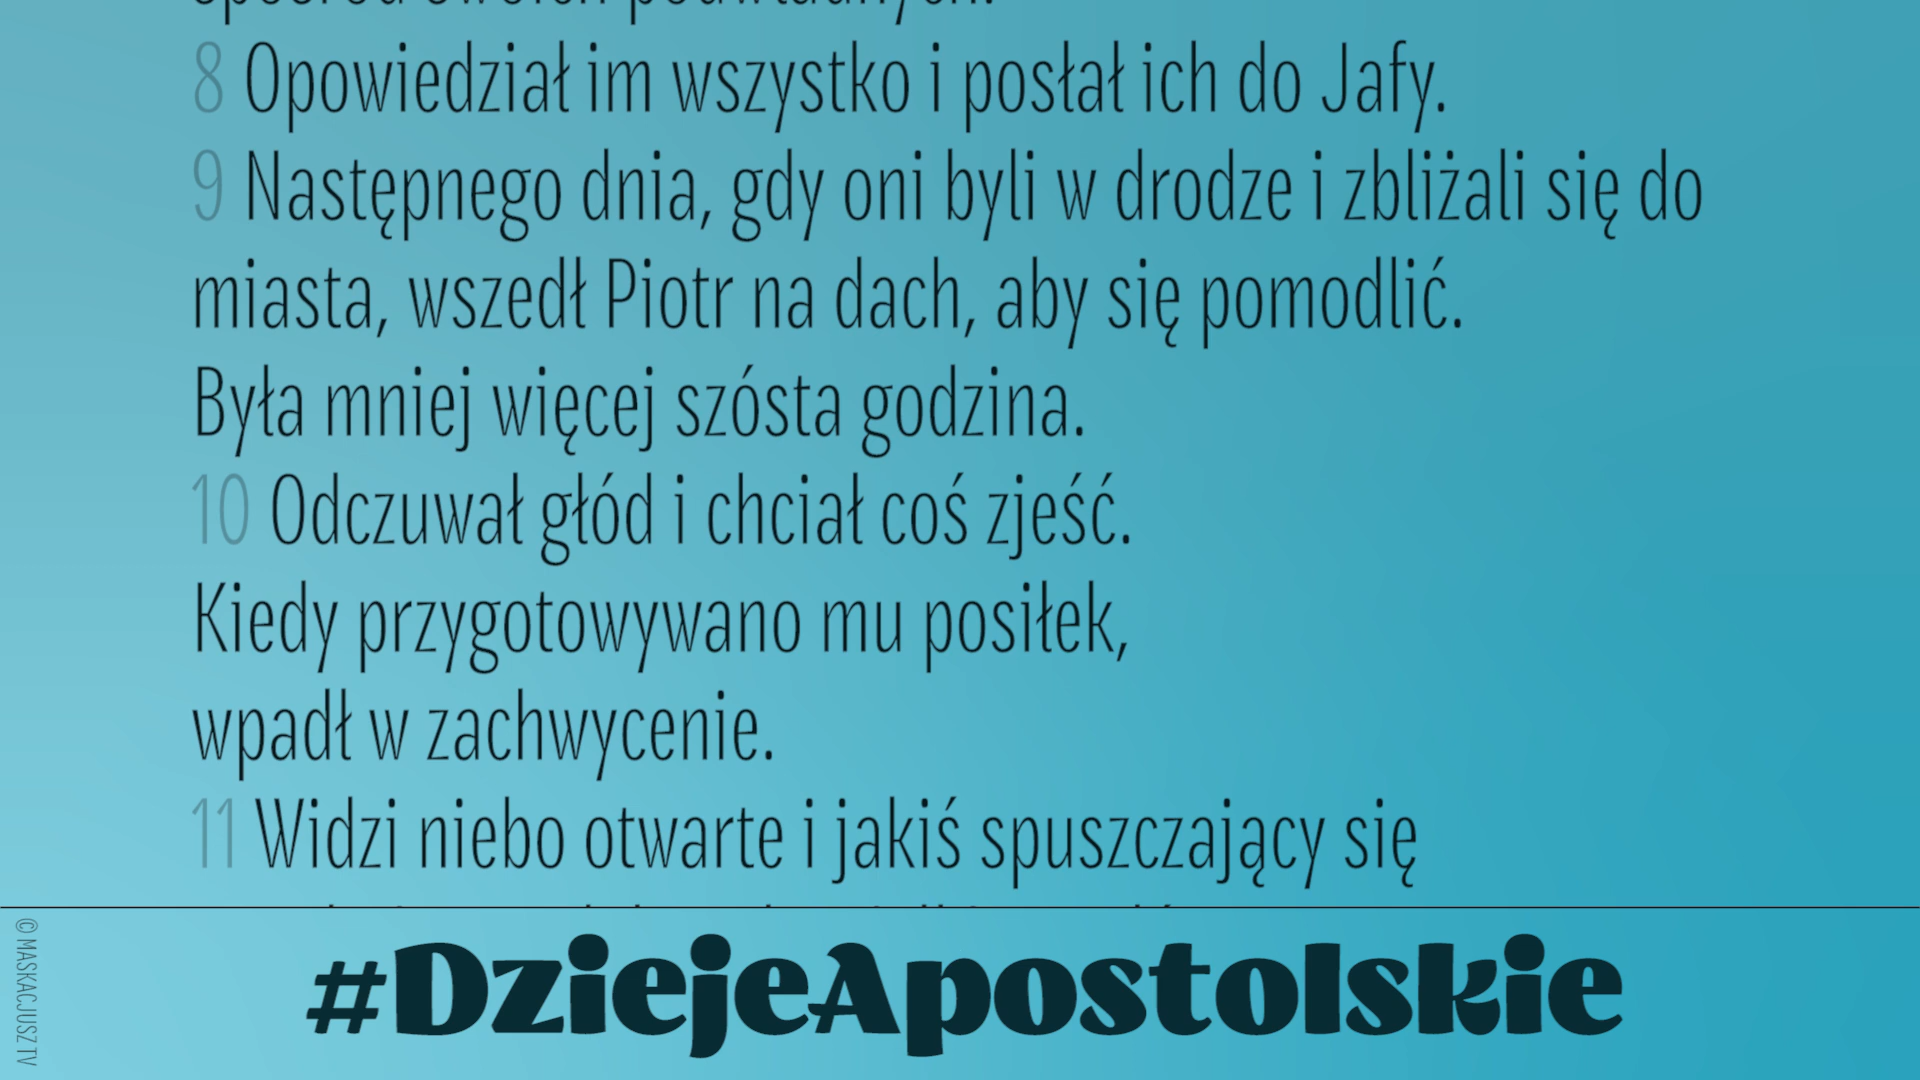 8 Opowiedział im wszystko i posłał ich do Jafy.
9 Następnego dnia, gdy oni byli w drodze i zbliżali się do
miasta, wszedł Piotr na dach, aby się pomodlić.
Była mniej więcej szósta godzina.
10 Odczuwał głód i chciał coś zjeść.
Kiedy przygotowywano mu posiłek,
wpadł w zachwycenie.
11 Widzi niebo otwarte i jakiś spuszczający się
#DziejeApostolskie
© MASKACJUSZ TV